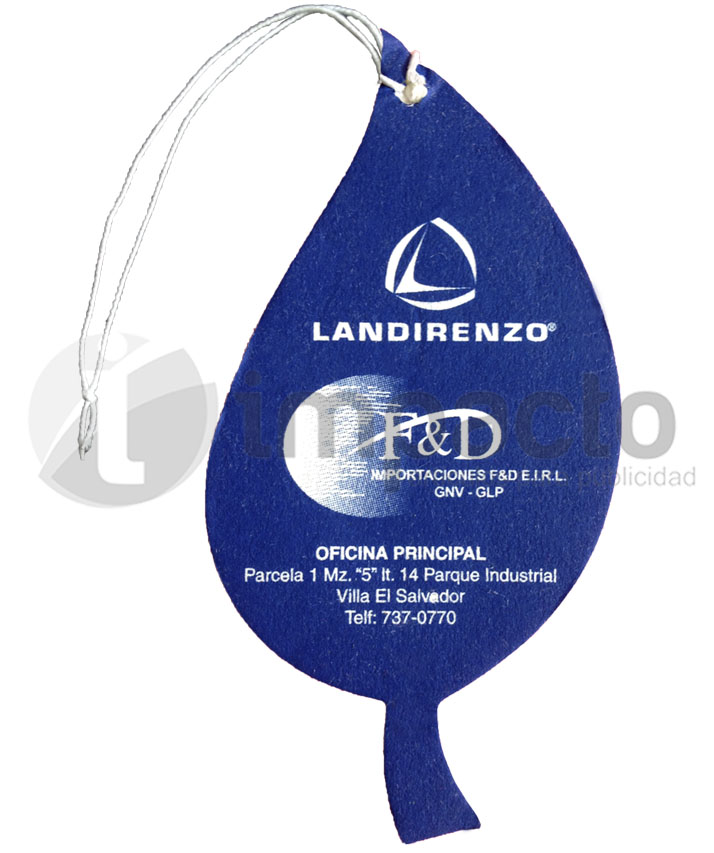 LANDIRENZO®
F&D
IMPORTACIONES F&D E.I.R.L.
GNV - GLP
OFICINA PRINCIPAL
Parcela 1 Mz. "5" lt. 14 Parque Industrial
Villa El Salvador
Telf: 737-0770
impacto
publicidad